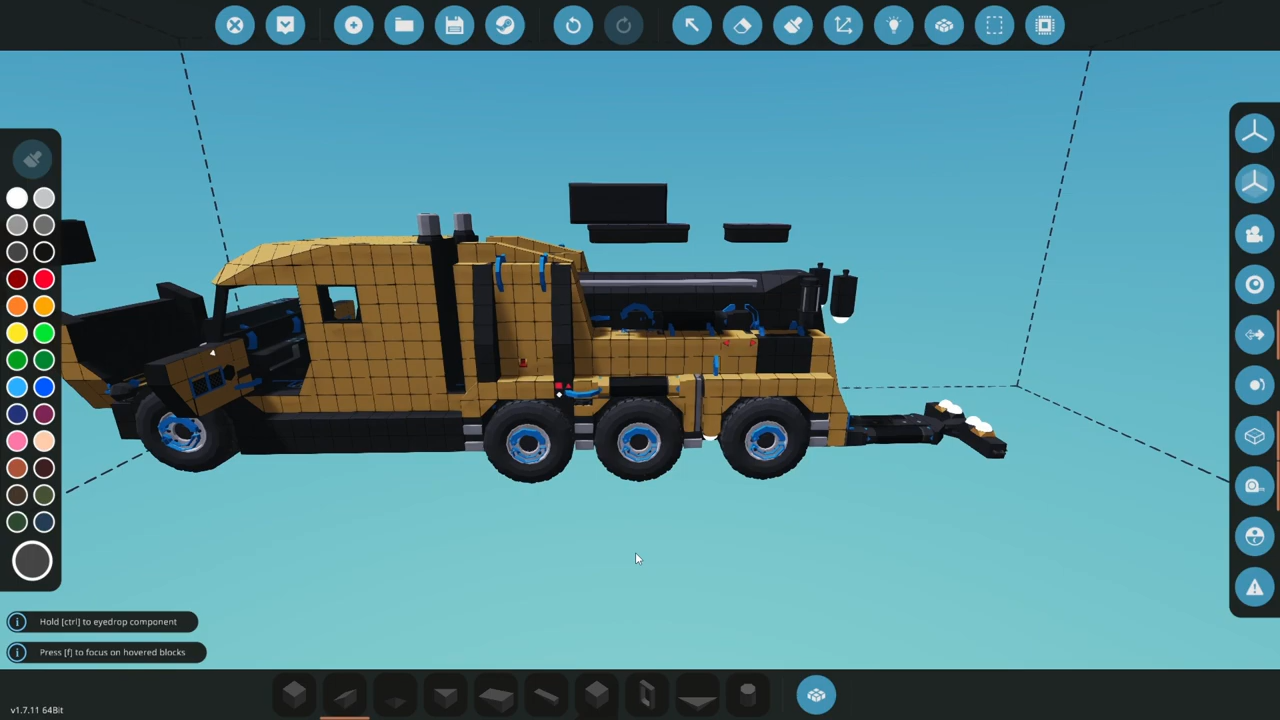 Hold [ctrl] to eyedrop component
Press [f] to focus on hovered blocks
v1.7.11 64Bit